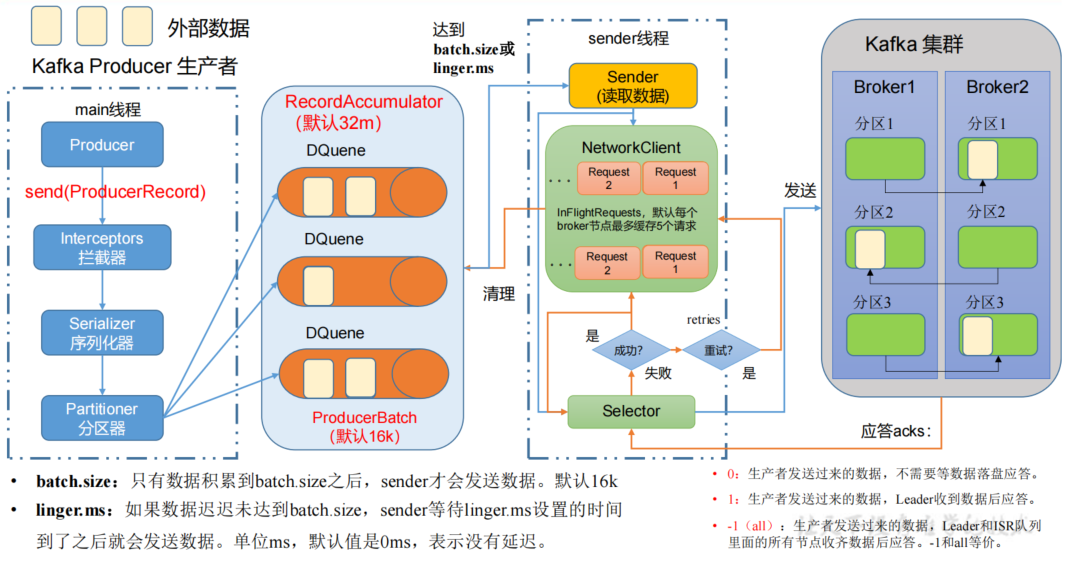 外部数据
Kafka Producer 生产者
main线程
Producer
send(ProducerRecord)
Interceptors
拦截器
Serializer
序列化器
Partitioner
分区器
RecordAccumulator
(默认32m）
DQuene
DQuene
DQuene
ProducerBatch
(默认16k）
达到
batch.size或
linger.ms
清理
sender线程
Sender
(读取数据)
NetworkClient
...
Request
2
Request
1
InFlightRequests，默认每个
broker节点最多缓存5个请求
...
Request
2
Request
1
是
成功?
失败
retries
重试?
是
Selector
发送
应答acks：
Kafka 集群
Broker1
Broker2
分区1
分区1
分区2
分区2
分区3
分区3
• batch.size：只有数据积累到batch.size之后，sender才会发送数据。默认16k
• linger.ms：如果数据迟迟未达到batch.size，sender等待linger.ms设置的时间
到了之后就会发送数据。单位ms，默认值是0ms，表示没有延迟。
• 0：生产者发送过来的数据，不需要等数据落盘应答。
• 1：生产者发送过来的数据，Leader收到数据后应答。
• -1（all）：生产者发送过来的数据，Leader和ISR队列
里面的所有节点收齐数据后应答。-1和all等价。